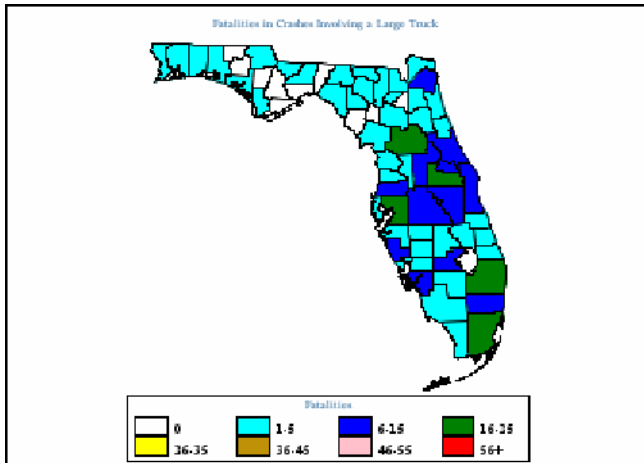 Fatalities in Crashes Involving a Large Truck
Fatalities
0 1-5 6-15 16-25
36-35 36-45 46-55 56+